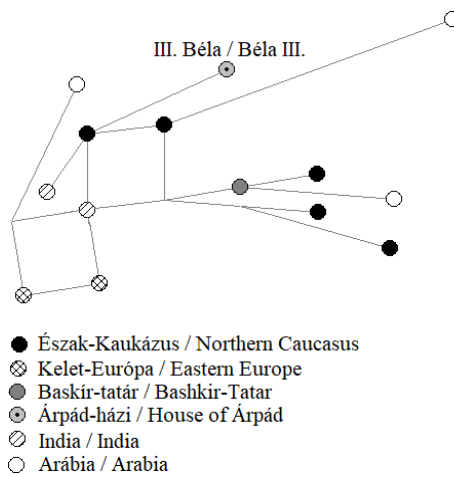 III. Béla / Béla III.
Észak-Kaukázus / Northern Caucasus
Kelet-Európa / Eastern Europe
Baskír-tatár / Bashkir-Tatar
Árpád-házi / House of Árpád
India / India
Arábia / Arabia